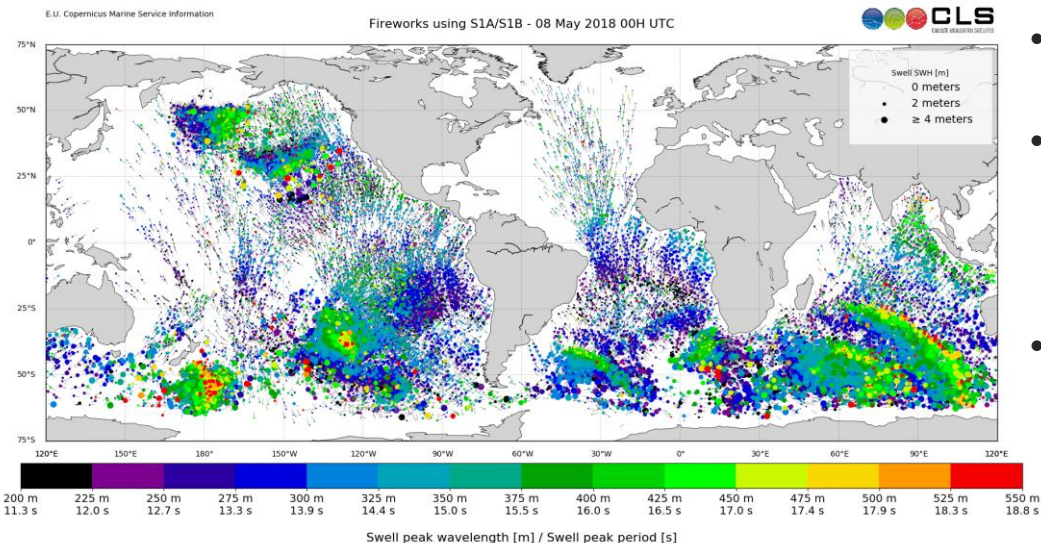 E.U. Copernicus Marine Service Information
Fireworks using S1A/S1B - 08 May 2018 00H UTC
CLS
COLLECTE LOCALISATION SATELLITES
Swell SWH [m]
0 meters
2 meters
≥ 4 meters
75°N
50°N
25°N
0°
25°S
50°S
75°S
120°E 150°E 180° 150°W 120°W 90°W 60°W 30°W 0° 30°E 60°E 90°E 120°E
200 m 225 m 250 m 275 m 300 m 325 m 350 m 375 m 400 m 425 m 450 m 475 m 500 m 525 m 550 m
11.3 s 12.0 s 12.7 s 13.3 s 13.9 s 14.4 s 15.0 s 15.5 s 16.0 s 16.5 s 17.0 s 17.4 s 17.9 s 18.3 s 18.8 s
Swell peak wavelength [m] / Swell peak period [s]